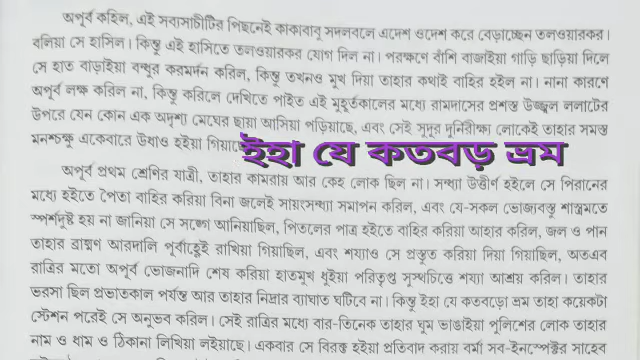 অপূর্ব কহিল, এই সব্যসাচীটির পিছনেই কাকাবাবু সদলবলে এদেশ ওদেশ করে বেড়াচ্ছেন তলওয়ারকর।
বলিয়া সে হাসিল। কিন্তু এই হাসিতে তলওয়ারকর যোগ দিল না। পরক্ষণে বাঁশি বাজাইয়া গাড়ি ছাড়িয়া দিলে
সে হাত বাড়াইয়া বন্ধুর করমর্দন করিল, কিন্তু তখনও মুখ দিয়া তাহার কথাই বাহির হইল না। নানা কারণে
অপূর্ব লক্ষ করিল না, কিন্তু করিলে দেখিতে পাইত এই মুহূর্তকালের মধ্যে রামদাসের প্রশস্ত উজ্জ্বল ললাটের
উপরে যেন কোন এক অদৃশ্য মেঘের ছায়া আসিয়া পড়িয়াছে, এবং সেই সুদূর দুর্নিরীক্ষ্য লোকেই তাহার সমস্ত
মনশ্চক্ষু একেবারে উধাও হইয়া গিয়াছে
ইহা যে কতবড় ভ্রম
অপূর্ব প্রথম শ্রেণির যাত্রী, তাহার কামরায় আর কেহ লোক ছিল না। সন্ধ্যা উত্তীর্ণ হইলে সে পিরানের
মধ্যে হইতে পৈতা বাহির করিয়া বিনা জলেই সায়ংসন্ধ্যা সমাপন করিল, এবং যে-সকল ভোজ্যবস্তু শাস্ত্রমতে
স্পর্শদুষ্ট হয় না জানিয়া সে সঙ্গে আনিয়াছিল, পিতলের পাত্র হইতে বাহির করিয়া আহার করিল, জল ও পান
তাহার ব্রাহ্মণ আরদালি পূর্বাহ্ণেই রাখিয়া গিয়াছিল, এবং শয্যাও সে প্রস্তুত করিয়া দিয়া গিয়াছিল, অতএব
রাত্রির মতো অপূর্ব ভোজনাদি শেষ করিয়া হাতমুখ ধুইয়া পরিতৃপ্ত সুস্থচিত্তে শয্যা আশ্রয় করিল। তাহার
ভরসা ছিল প্রভাতকাল পর্যন্ত আর তাহার নিদ্রার ব্যাঘাত ঘটিবে না। কিন্তু ইহা যে কতবড়ো ভ্রম তাহা কয়েকটা
স্টেশন পরেই সে অনুভব করিল। সেই রাত্রির মধ্যে বার-তিনেক তাহার ঘুম ভাঙাইয়া পুলিশের লোক তাহার
নাম ও ধাম ও ঠিকানা লিখিয়া লইয়াছে। একবার সে বিরক্ত হইয়া প্রতিবাদ করায় বর্মা সাব-ইনস্পেক্টর সাহেব